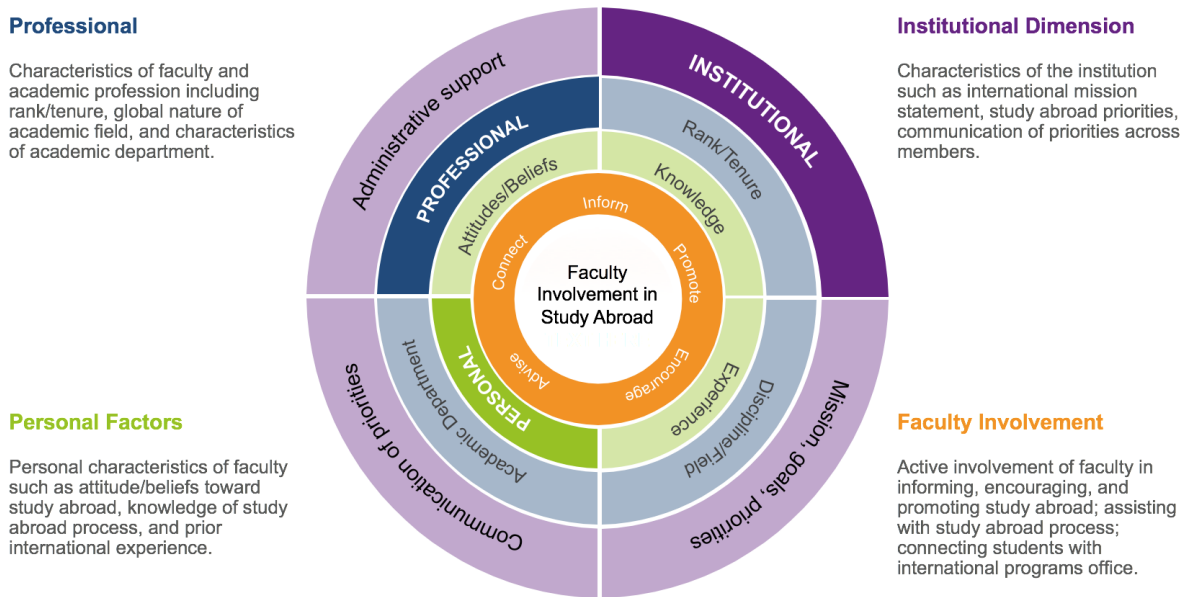 Professional
Characteristics of faculty and
academic profession including
rank/tenure, global nature of
academic field, and characteristics
of academic department.
Institutional Dimension
Characteristics of the institution
such as international mission
statement, study abroad priorities,
communication of priorities across
members.
Administrative support
INSTITUTIONAL
PROFESSIONAL
Rank/Tenure
Attitudes/Beliefs
Knowledge
Inform
Connect
Promote
Faculty
Involvement in
Study Abroad
Advise
Encourage
PERSONAL
Experience
Academic Department
Discipline/Field
Communication of priorities
Mission, goals, priorities
Personal Factors
Personal characteristics of faculty
such as attitude/beliefs toward
study abroad, knowledge of study
abroad process, and prior
international experience.
Faculty Involvement
Active involvement of faculty in
informing, encouraging, and
promoting study abroad; assisting
with study abroad process;
connecting students with
international programs office.